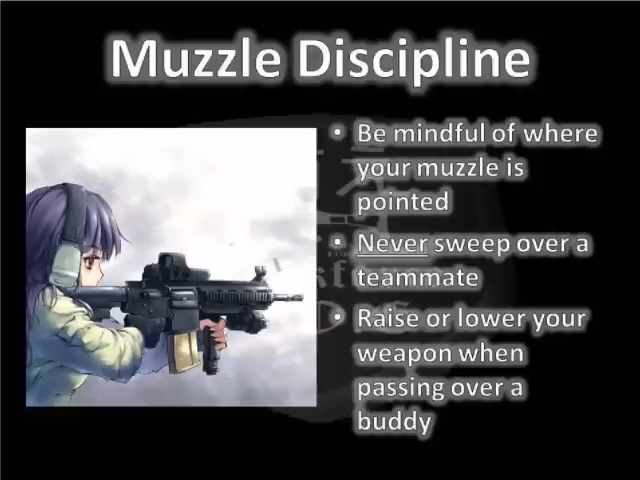 Muzzle Discipline
• Be mindful of where
your muzzle is
pointed
• Never sweep over a
teammate
• Raise or lower your
weapon when
passing over a
buddy